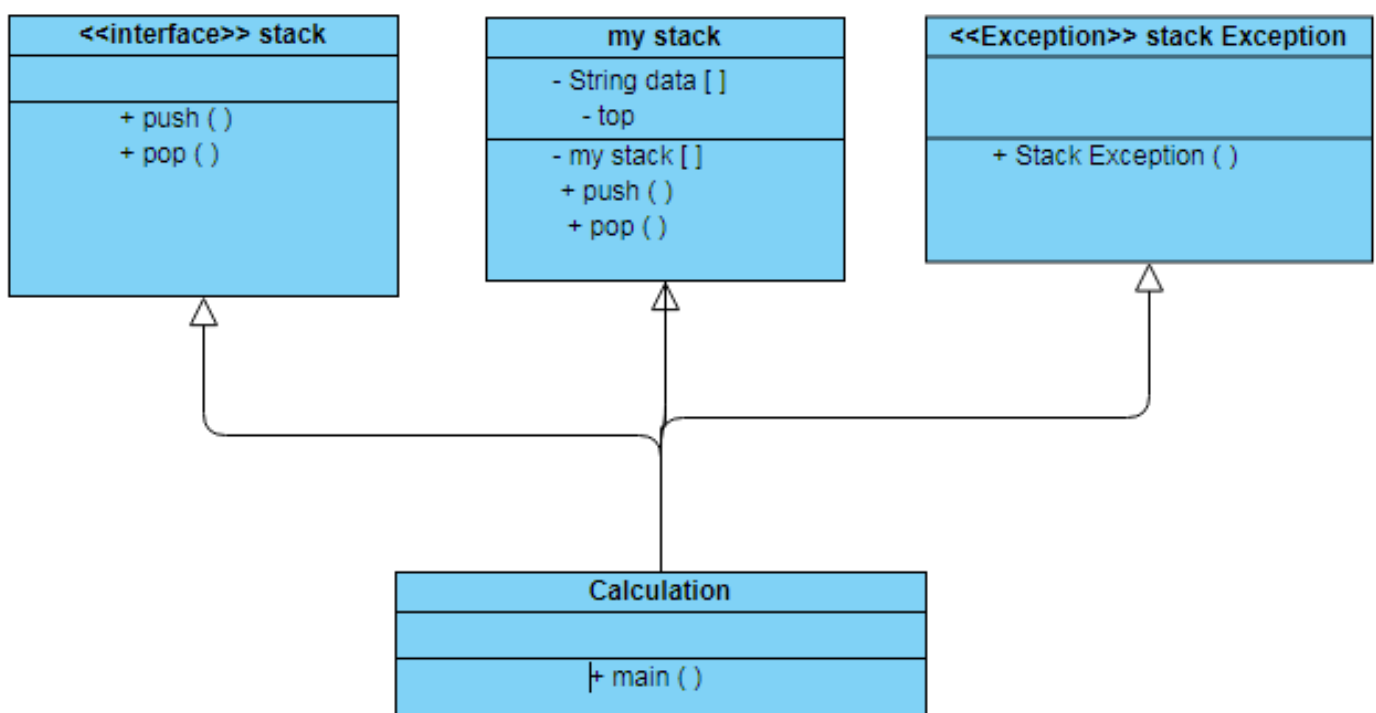 <<interface>> stack
+ push ( )
+ pop ( )
my stack
- String data [ ]
- top
- my stack [ ]
+ push ( )
+ pop ( )
<<Exception>> stack Exception
+ Stack Exception ( )
Calculation
+ main ( )